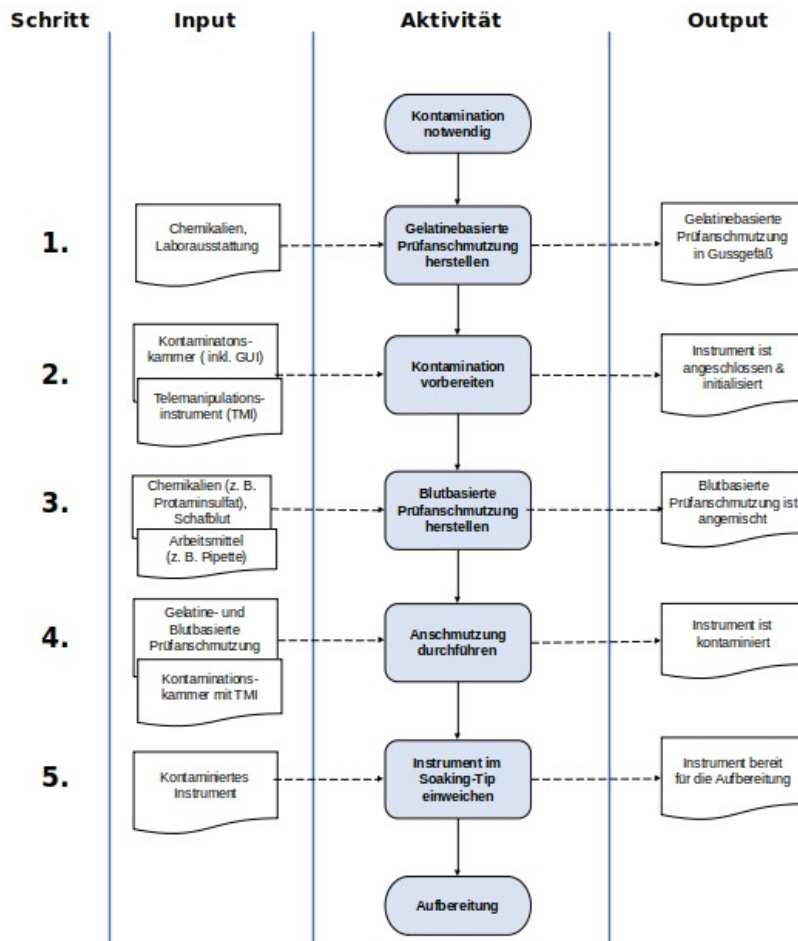 Schritt
Input
Aktivität
Output
Kontamination
notwendig
1.
Chemikalien,
Laborausstattung
Gelatinebasierte
Prüfanschmutzung
herstellen
Gelatinebasierte
Prüfanschmutzung
in Gussgefäß
2.
Kontaminatons-
kammer ( inkl. GUI)
Telemanipulations-
instrument (TMI)
Kontamination
vorbereiten
Instrument ist
angeschlossen &
initialisiert
3.
Chemikalien (z. B.
Protaminsulfat),
Schafblut
Arbeitsmittel
(z. B. Pipette)
Blutbasierte
Prüfanschmutzung
herstellen
Blutbasierte
Prüfanschmutzung ist
angemischt
4.
Gelatine- und
Blutbasierte
Prüfanschmutzung
Kontaminations-
kammer mit TMI
Anschmutzung
durchführen
Instrument ist
kontaminiert
5.
Kontaminiertes
Instrument
Instrument im
Soaking-Tip
einweichen
Instrument bereit
für die Aufbereitung
Aufbereitung